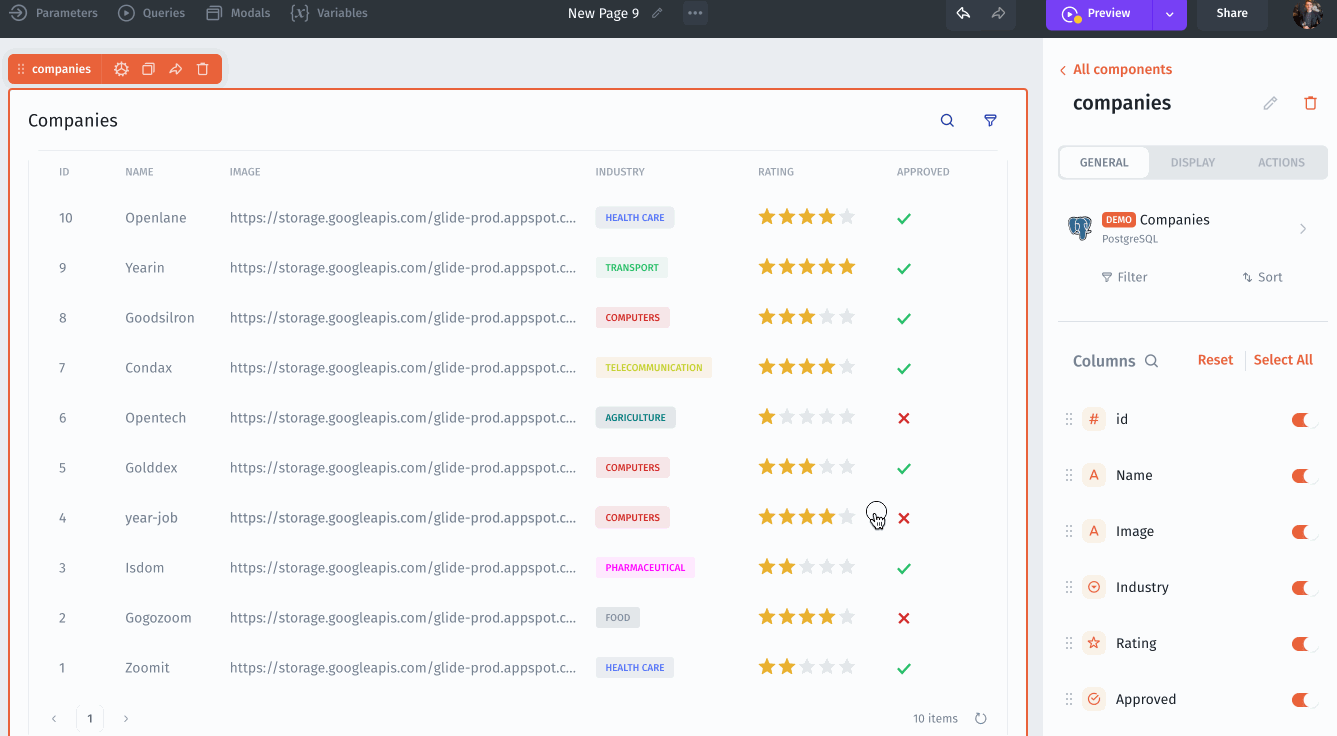 Parameters Queries Modals {x} Variables New Page 9 ••• Preview Share
companies
Companies
ID NAME IMAGE INDUSTRY RATING APPROVED
10 Openlane https://storage.googleapis.com/glide-prod.appspot.c... HEALTH CARE
9 Yearin https://storage.googleapis.com/glide-prod.appspot.c... TRANSPORT
8 Goodsilron https://storage.googleapis.com/glide-prod.appspot.c... COMPUTERS
7 Condax https://storage.googleapis.com/glide-prod.appspot.c... TELECOMMUNICATION
6 Opentech https://storage.googleapis.com/glide-prod.appspot.c... AGRICULTURE
5 Golddex https://storage.googleapis.com/glide-prod.appspot.c... COMPUTERS
4 year-job https://storage.googleapis.com/glide-prod.appspot.c... COMPUTERS
3 Isdom https://storage.googleapis.com/glide-prod.appspot.c... PHARMACEUTICAL
2 Gogozoom https://storage.googleapis.com/glide-prod.appspot.c... FOOD
1 Zoomit https://storage.googleapis.com/glide-prod.appspot.c... HEALTH CARE
1 10 items
All components
companies
GENERAL DISPLAY ACTIONS
DEMO Companies
PostgreSQL
Filter Sort
Columns Reset Select All
# id
A Name
A Image
Industry
Rating
Approved